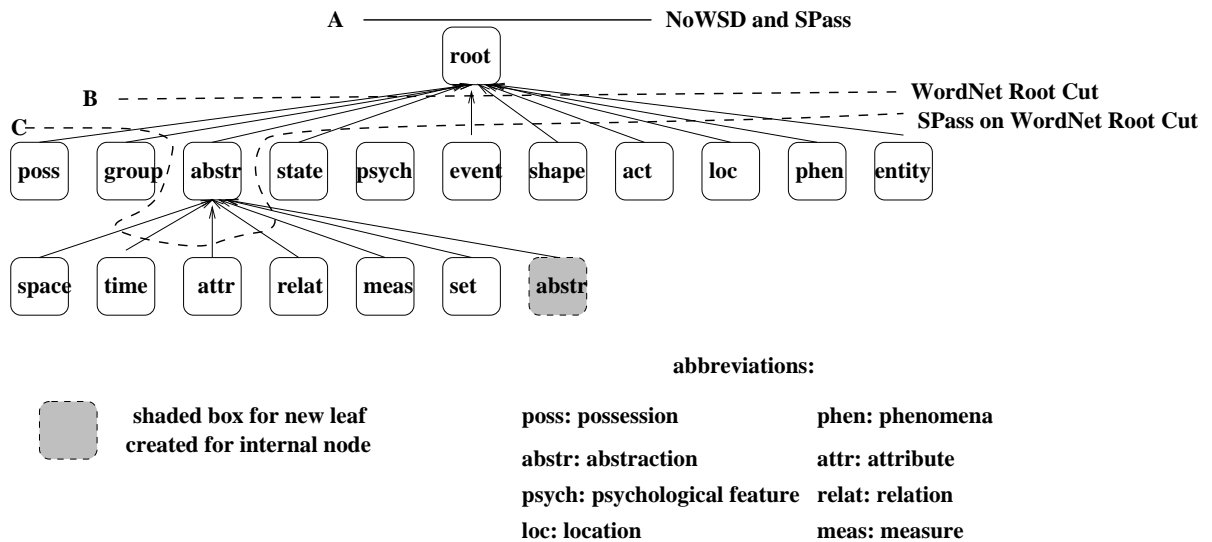 A NoWSD and SPass
root
B WordNet Root Cut
C SPass on WordNet Root Cut
poss group abstr state psych event shape act loc phen entity
space time attr relat meas set abstr
abbreviations:
shaded box for new leaf
created for internal node
poss: possession phen: phenomena
abstr: abstraction attr: attribute
psych: psychological feature relat: relation
loc: location meas: measure